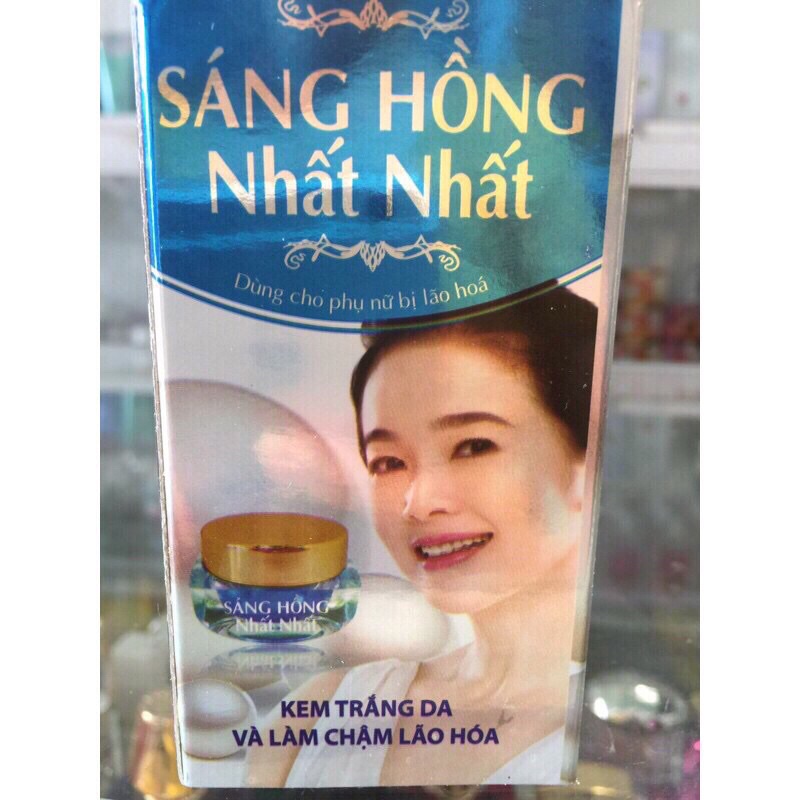 SÁNG HỒNG
Nhất Nhất
Dùng cho phụ nữ bị lão hoá
SÁNG HỒNG
Nhất Nhất
KEM TRẮNG DA
VÀ LÀM CHẬM LÃO HÓA